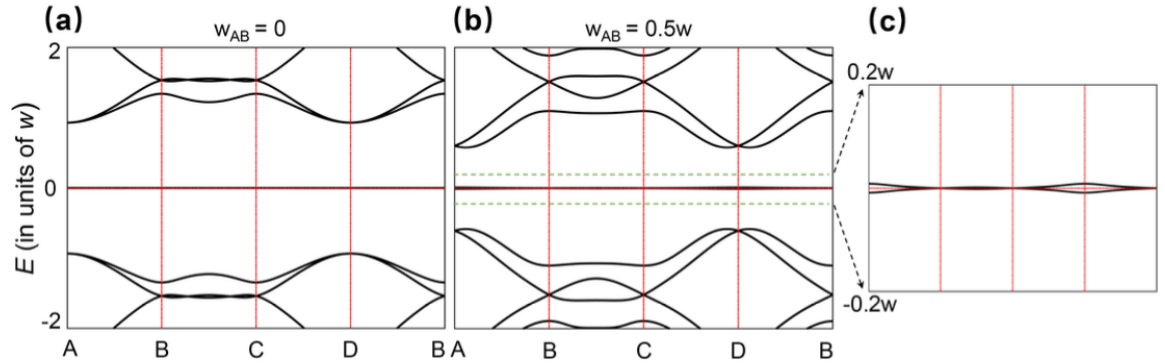 (a)
w_AB = 0
(b)
w_AB = 0.5w
(c)
E (in units of w)
2
0
-2
A B C D B
A B C D B
0.2w
-0.2w